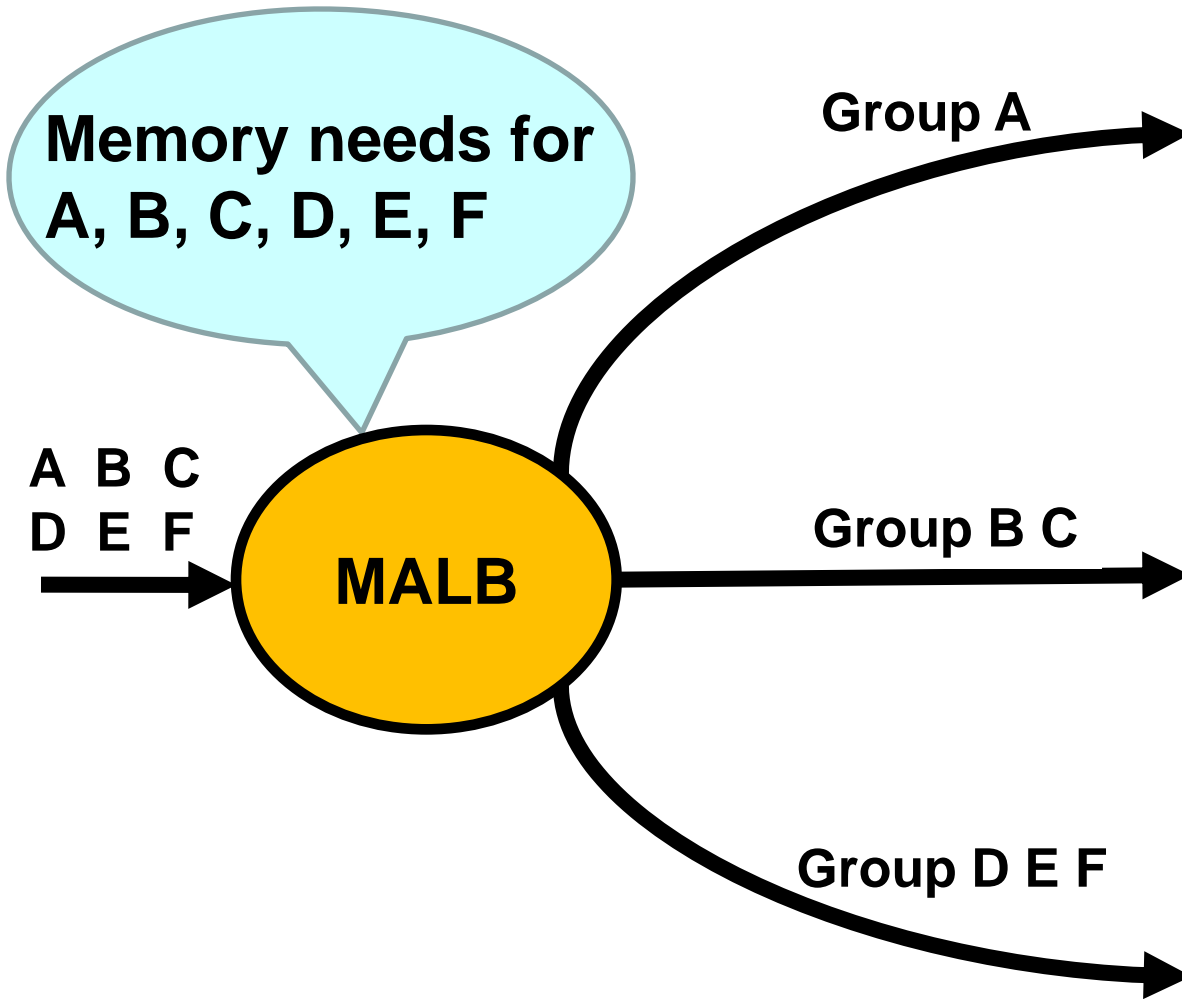 Memory needs for
A, B, C, D, E, F
Group A
A B C
D E F
MALB
Group B C
Group D E F